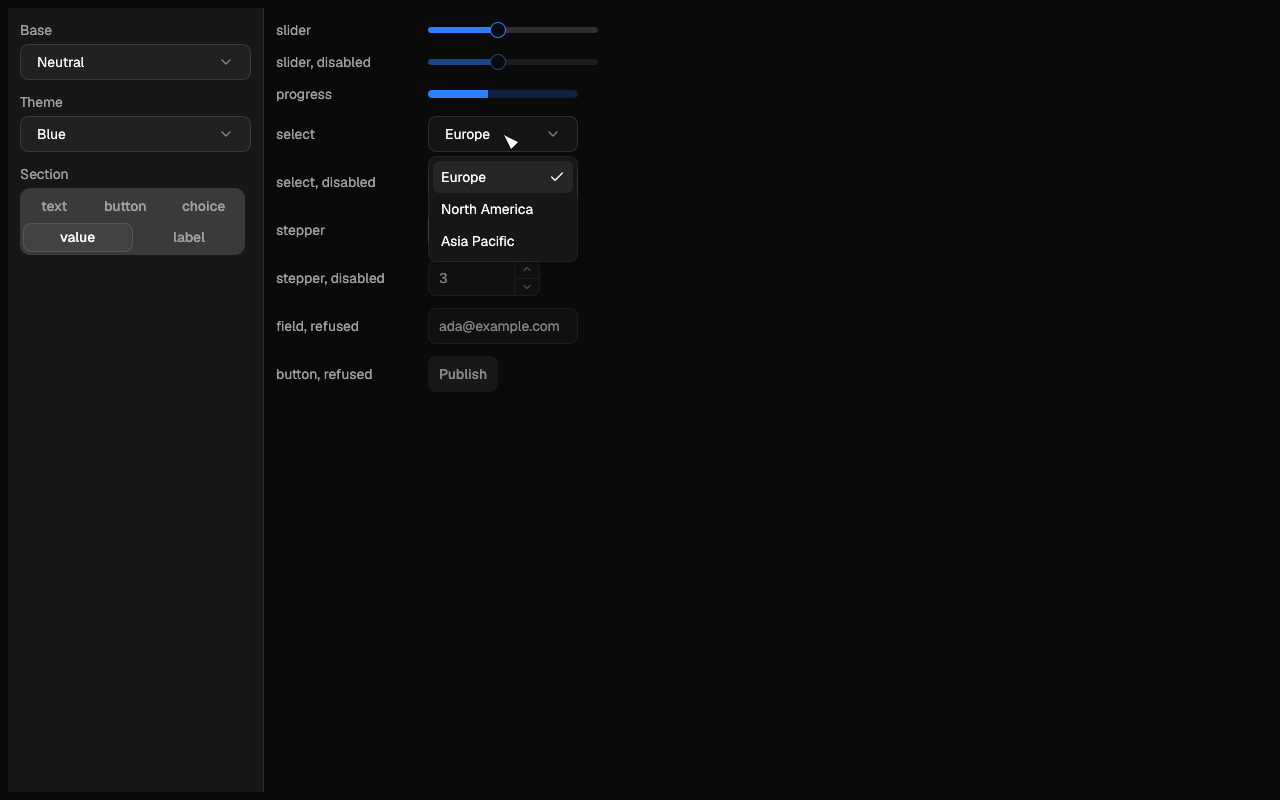 Base
Neutral
Theme
Blue
Section
text button choice
value label
slider
slider, disabled
progress
select
Europe
Europe
North America
Asia Pacific
select, disabled
stepper
stepper, disabled
3
field, refused
ada@example.com
button, refused
Publish